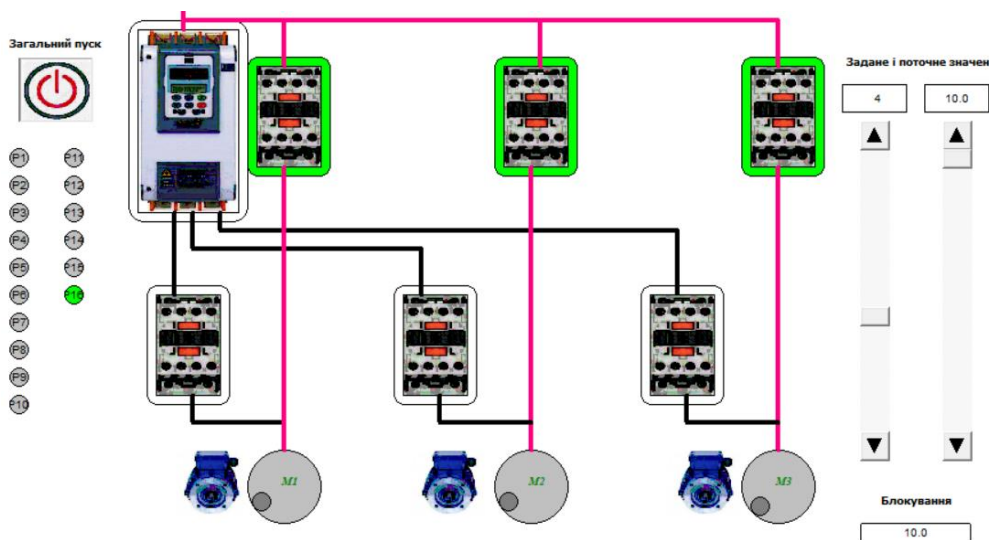 Загальний пуск
P1
P11
P2
P12
P3
P13
P4
P14
P5
P15
P6
P16
P7
P8
P9
P10
M1
M2
M3
Задане і поточне значен
4
10.0
Блокування
10.0